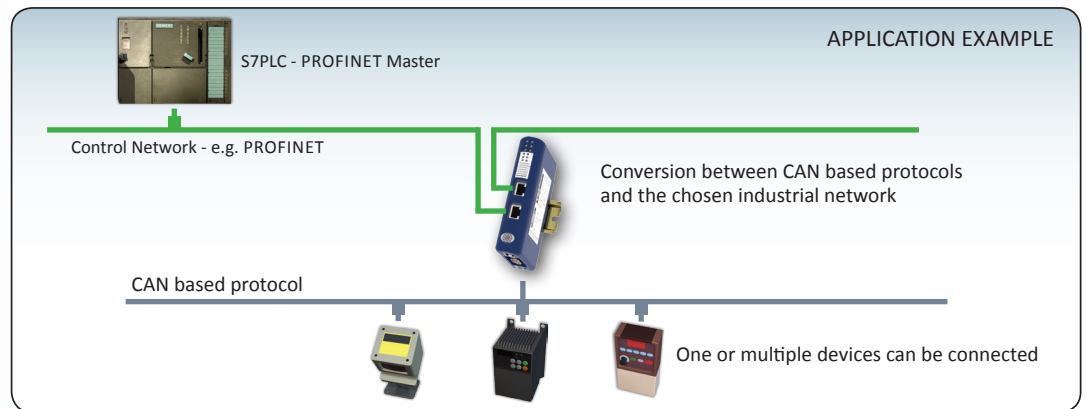 APPLICATION EXAMPLE
SIEMENS
S7PLC - PROFINET Master
Control Network - e.g. PROFINET
Conversion between CAN based protocols
and the chosen industrial network
CAN based protocol
One or multiple devices can be connected